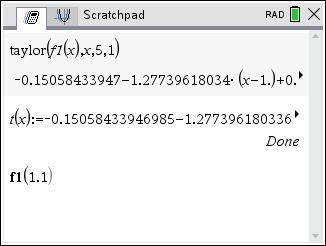 Scratchpad RAD
taylor(f1(x),x,5,1)
-0.15058433947-1.27739618034·(x-1.)+0.▸
t(x):=-0.15058433946985-1.277396180336▸
Done
f1(1.1)